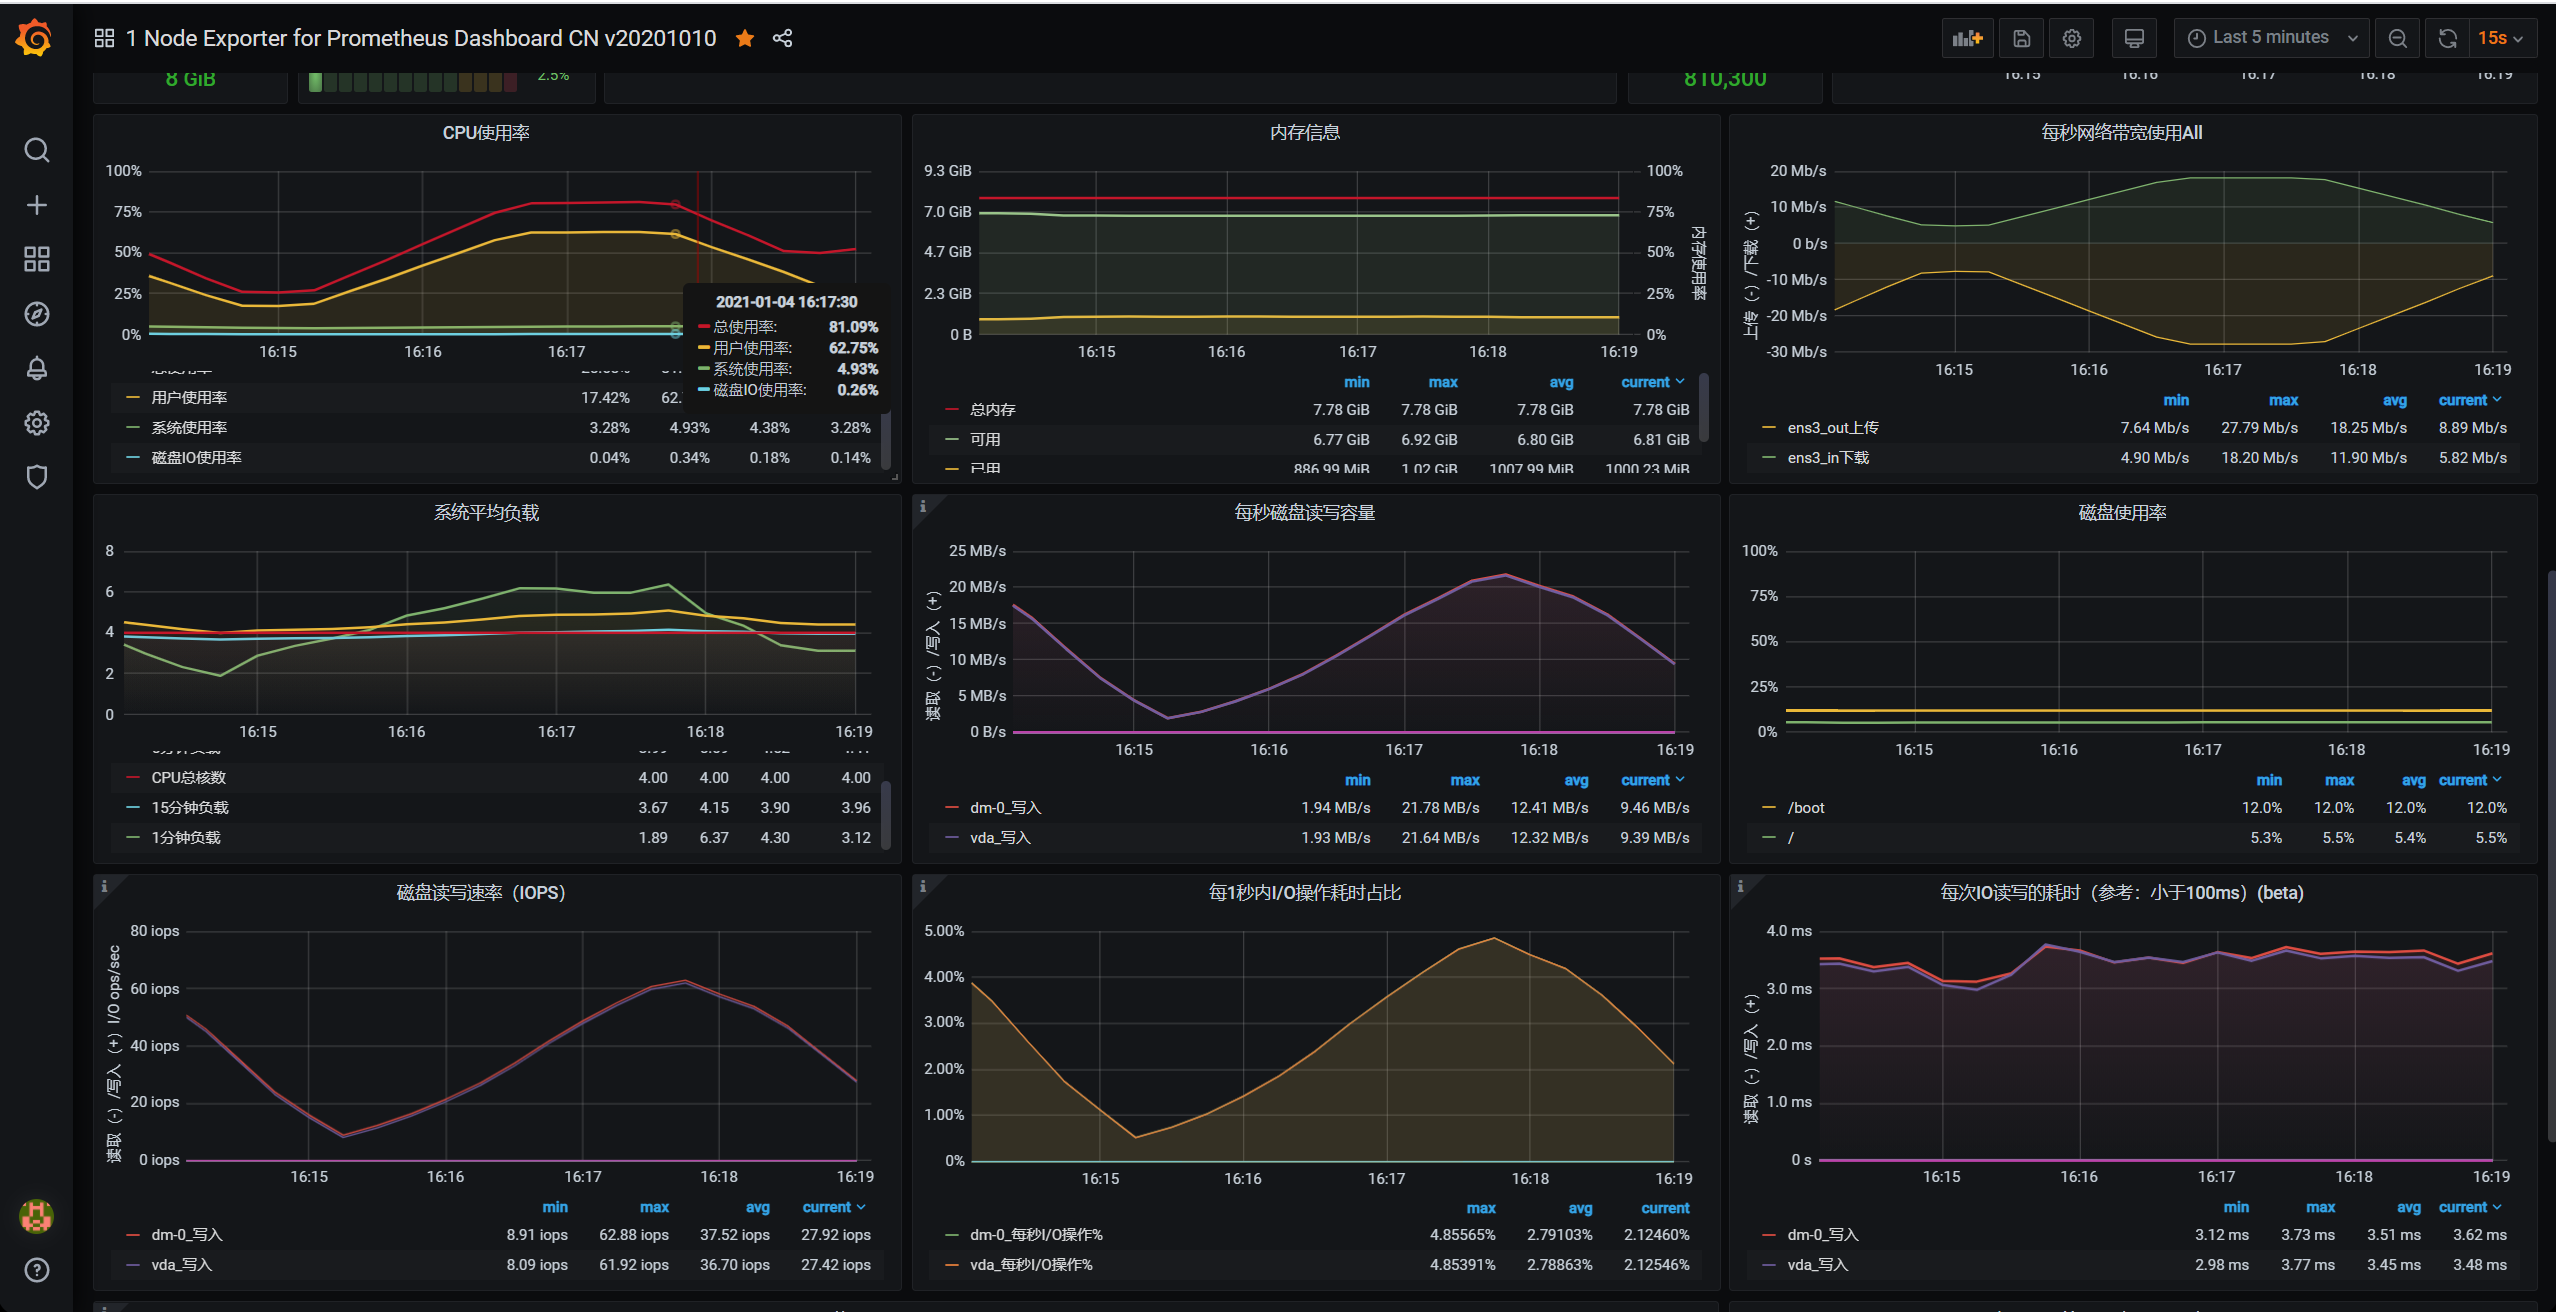 1 Node Exporter for Prometheus Dashboard CN v20201010
Last 5 minutes
15s
8 GiB
2.5%
810,300
16:15 16:16 16:17 16:18 16:19
CPU使用率
100%
75%
50%
25%
0%
16:15 16:16 16:17
2021-01-04 16:17:30
总使用率: 81.09%
用户使用率: 62.75%
系统使用率: 4.93%
磁盘IO使用率: 0.26%
总使用率
用户使用率 17.42% 62.
系统使用率 3.28% 4.93% 4.38% 3.28%
磁盘IO使用率 0.04% 0.34% 0.18% 0.14%
内存信息
9.3 GiB
7.0 GiB
4.7 GiB
2.3 GiB
0 B
100%
75%
50%
25%
0%
内存使用率
16:15 16:16 16:17 16:18 16:19
min max avg current
总内存 7.78 GiB 7.78 GiB 7.78 GiB 7.78 GiB
可用 6.77 GiB 6.92 GiB 6.80 GiB 6.81 GiB
已用 886.99 MiB 1.02 GiB 1007.99 MiB 1000.23 MiB
每秒网络带宽使用All
上传（-）/下载（+）
20 Mb/s
10 Mb/s
0 b/s
-10 Mb/s
-20 Mb/s
-30 Mb/s
16:15 16:16 16:17 16:18 16:19
min max avg current
ens3_out上传 7.64 Mb/s 27.79 Mb/s 18.25 Mb/s 8.89 Mb/s
ens3_in下载 4.90 Mb/s 18.20 Mb/s 11.90 Mb/s 5.82 Mb/s
系统平均负载
8
6
4
2
0
16:15 16:16 16:17 16:18 16:19
CPU总核数 4.00 4.00 4.00 4.00
15分钟负载 3.67 4.15 3.90 3.96
1分钟负载 1.89 6.37 4.30 3.12
每秒磁盘读写容量
读取（-）/写入（+）
25 MB/s
20 MB/s
15 MB/s
10 MB/s
5 MB/s
0 B/s
16:15 16:16 16:17 16:18 16:19
min max avg current
dm-0_写入 1.94 MB/s 21.78 MB/s 12.41 MB/s 9.46 MB/s
vda_写入 1.93 MB/s 21.64 MB/s 12.32 MB/s 9.39 MB/s
磁盘使用率
100%
75%
50%
25%
0%
16:15 16:16 16:17 16:18 16:19
min max avg current
/boot 12.0% 12.0% 12.0% 12.0%
/ 5.3% 5.5% 5.4% 5.5%
磁盘读写速率（IOPS）
读取（-）/写入（+）I/O ops/sec
80 iops
60 iops
40 iops
20 iops
0 iops
16:15 16:16 16:17 16:18 16:19
min max avg current
dm-0_写入 8.91 iops 62.88 iops 37.52 iops 27.92 iops
vda_写入 8.09 iops 61.92 iops 36.70 iops 27.42 iops
每1秒内I/O操作耗时占比
5.00%
4.00%
3.00%
2.00%
1.00%
0%
16:15 16:16 16:17 16:18 16:19
max avg current
dm-0_每秒I/O操作% 4.85565% 2.79103% 2.12460%
vda_每秒I/O操作% 4.85391% 2.78863% 2.12546%
每次IO读写的耗时（参考：小于100ms）(beta)
读取（-）/写入（+）
4.0 ms
3.0 ms
2.0 ms
1.0 ms
0 s
16:15 16:16 16:17 16:18 16:19
min max avg current
dm-0_写入 3.12 ms 3.73 ms 3.51 ms 3.62 ms
vda_写入 2.98 ms 3.77 ms 3.45 ms 3.48 ms